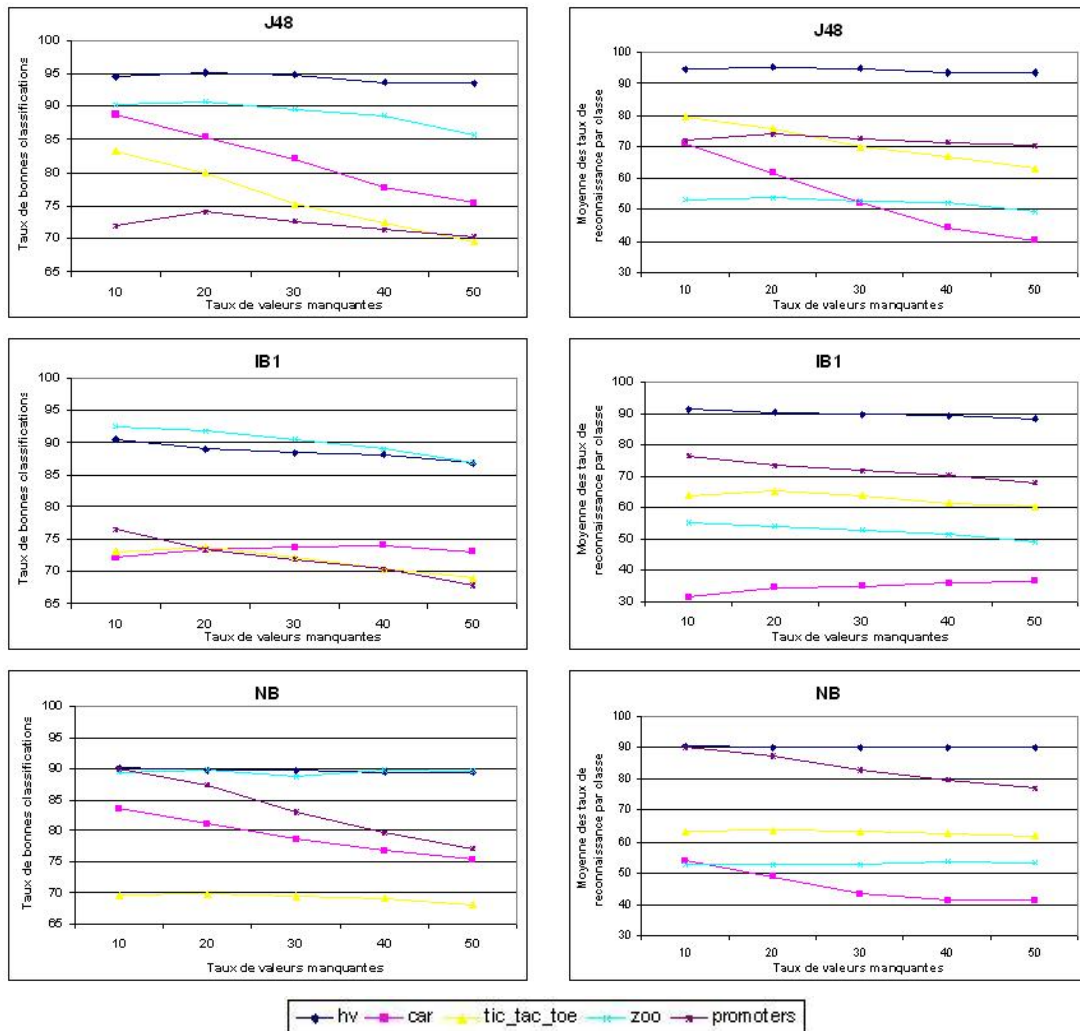 J48
Taux de bonnes classifications
100
95
90
85
80
75
70
65
10 20 30 40 50
Taux de valeurs manquantes
J48
Moyenne des taux de
reconnaissance par classe
100
90
80
70
60
50
40
30
10 20 30 40 50
Taux de valeurs manquantes
IB1
Taux de bonnes classifications
100
95
90
85
80
75
70
65
10 20 30 40 50
Taux de valeurs manquantes
IB1
Moyenne des taux de
reconnaissance par classe
100
90
80
70
60
50
40
30
10 20 30 40 50
Taux de valeurs manquantes
NB
Taux de bonnes classifications
100
95
90
85
80
75
70
65
10 20 30 40 50
Taux de valeurs manquantes
NB
Moyenne des taux de
reconnaissance par classe
100
90
80
70
60
50
40
30
10 20 30 40 50
Taux de valeurs manquantes
hv car tic_tac_toe zoo promoters